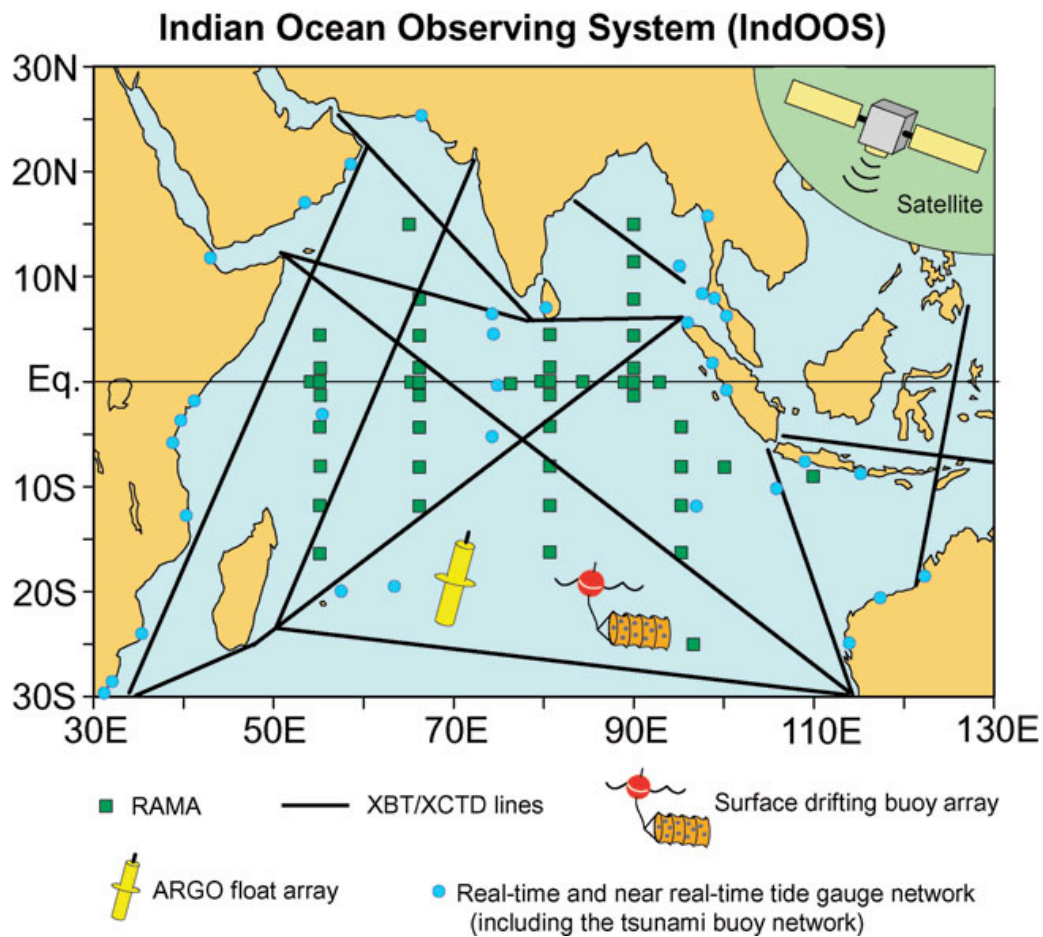 Indian Ocean Observing System (IndOOS)
30N
20N
10N
Eq.
10S
20S
30S
Satellite
30E
50E
70E
90E
110E
130E
RAMA
XBT/XCTD lines
Surface drifting buoy array
ARGO float array
Real-time and near real-time tide gauge network
(including the tsunami buoy network)